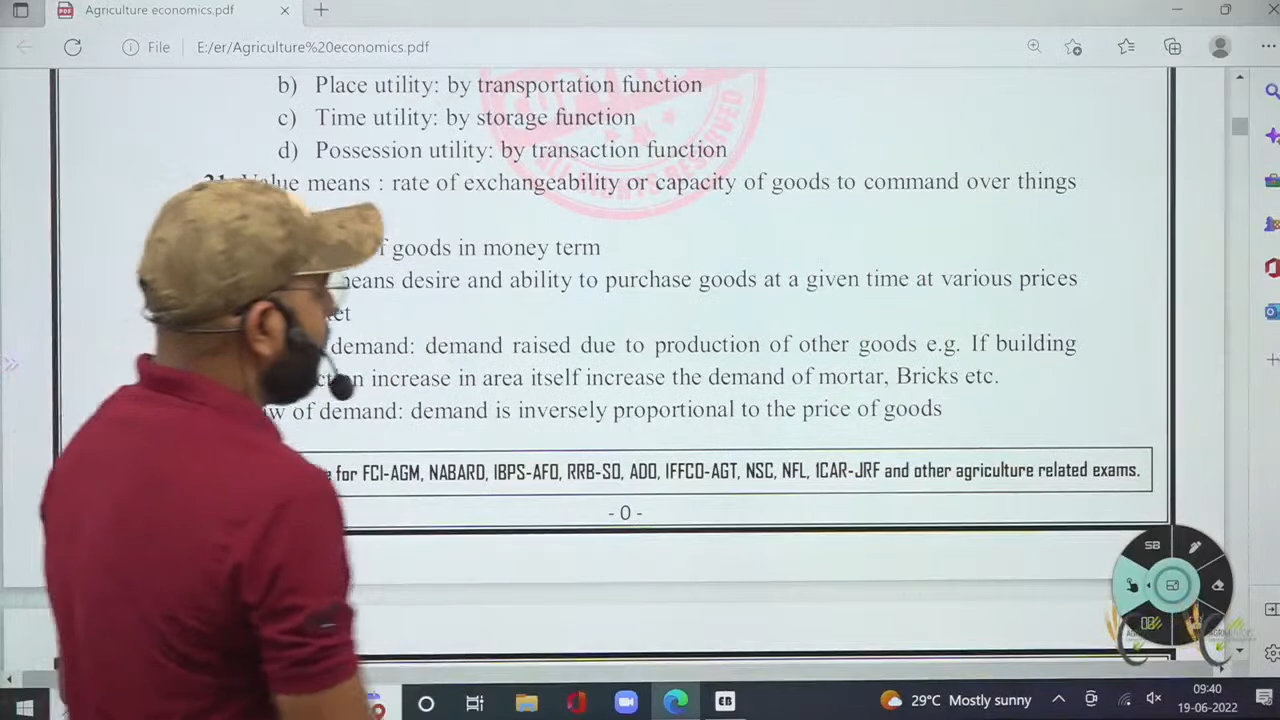 Agriculture economics.pdf
File E:/er/Agriculture%20economics.pdf
b) Place utility: by transportation function
c) Time utility: by storage function
d) Possession utility: by transaction function
Value means : rate of exchangeability or capacity of goods to command over things
of goods in money term
means desire and ability to purchase goods at a given time at various prices
demand: demand raised due to production of other goods e.g. If building
increase in area itself increase the demand of mortar, Bricks etc.
of demand: demand is inversely proportional to the price of goods
for FCI-AGM, NABARD, IBPS-AFO, RRB-SO, ADO, IFFCO-AGT, NSC, NFL, ICAR-JRF and other agriculture related exams.
- 0 -
SB
EB
29°C Mostly sunny
09:40
19-06-2022